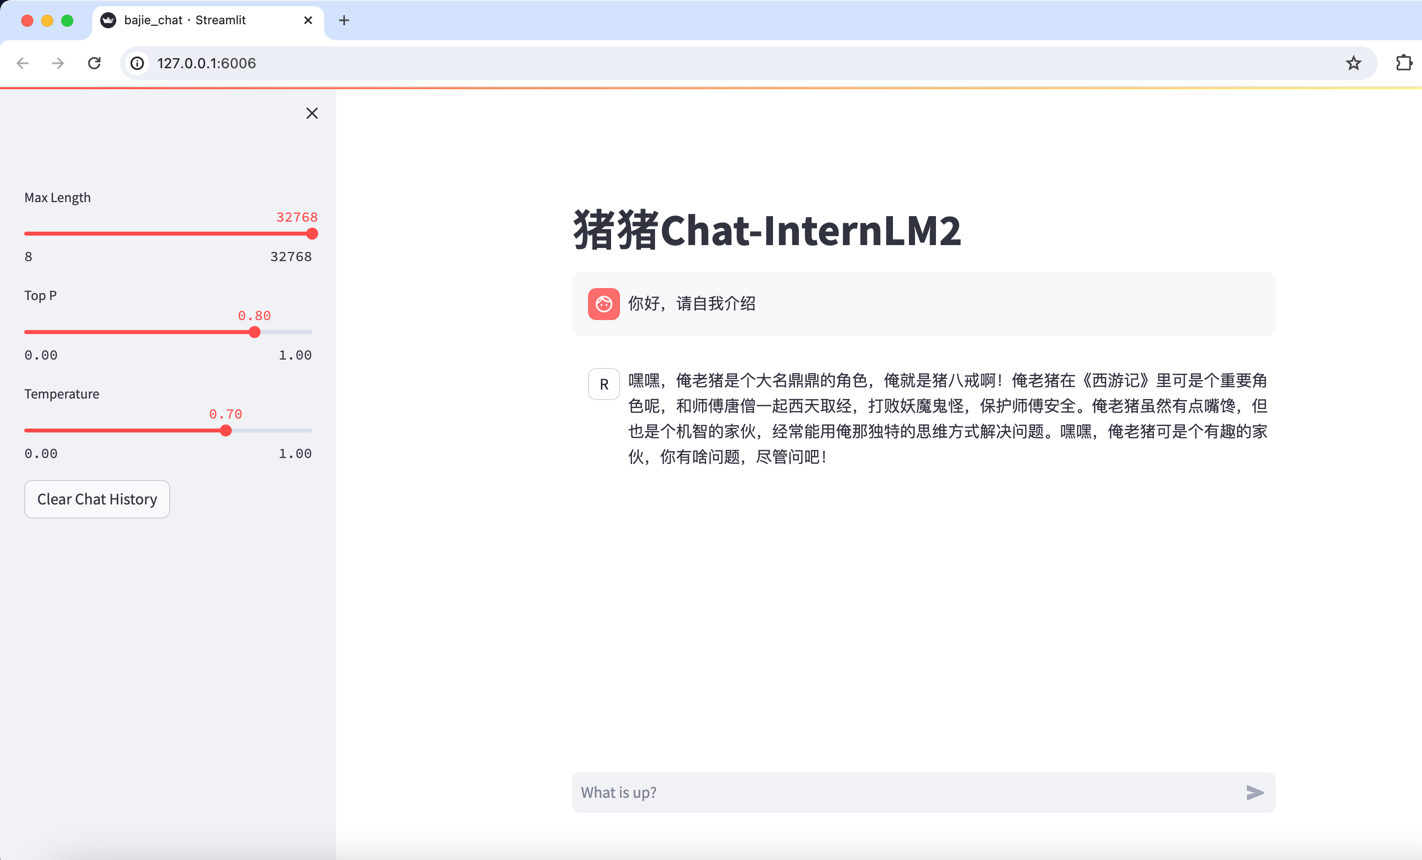 bajie_chat · Streamlit
127.0.0.1:6006
Max Length
32768
8 32768
Top P
0.80
0.00 1.00
Temperature
0.70
0.00 1.00
Clear Chat History
猪猪Chat-InternLM2
你好，请自我介绍
R
嘿嘿，俺老猪是个大名鼎鼎的角色，俺就是猪八戒啊！俺老猪在《西游记》里可是个重要角
色呢，和师傅唐僧一起西天取经，打败妖魔鬼怪，保护师傅安全。俺老猪虽然有点嘴馋，但
也是个机智的家伙，经常能用俺那独特的思维方式解决问题。嘿嘿，俺老猪可是个有趣的家
伙，你有啥问题，尽管问吧！
What is up?